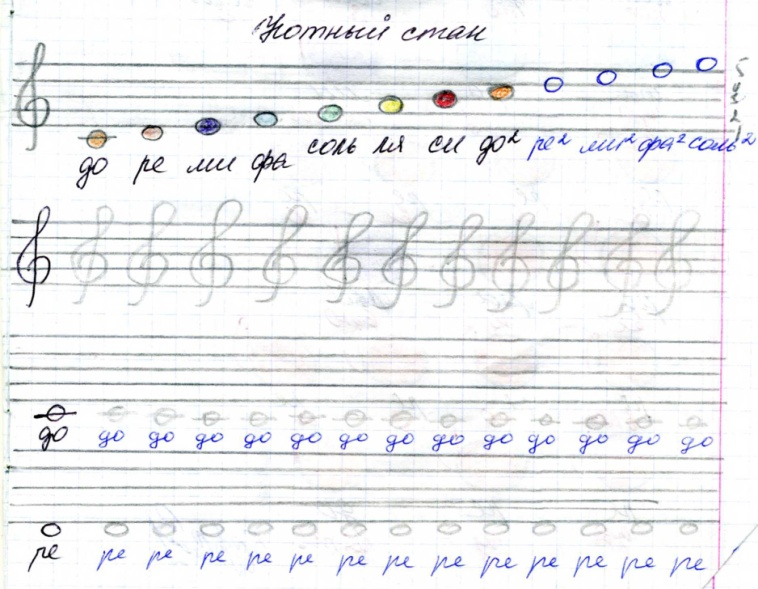 Нотный стан
5
4
3
2
1
до ре ми фа соль ля си до² ре² ми² фа² соль²
до до до до до до до до до до до до до до
ре ре ре ре ре ре ре ре ре ре ре ре ре ре